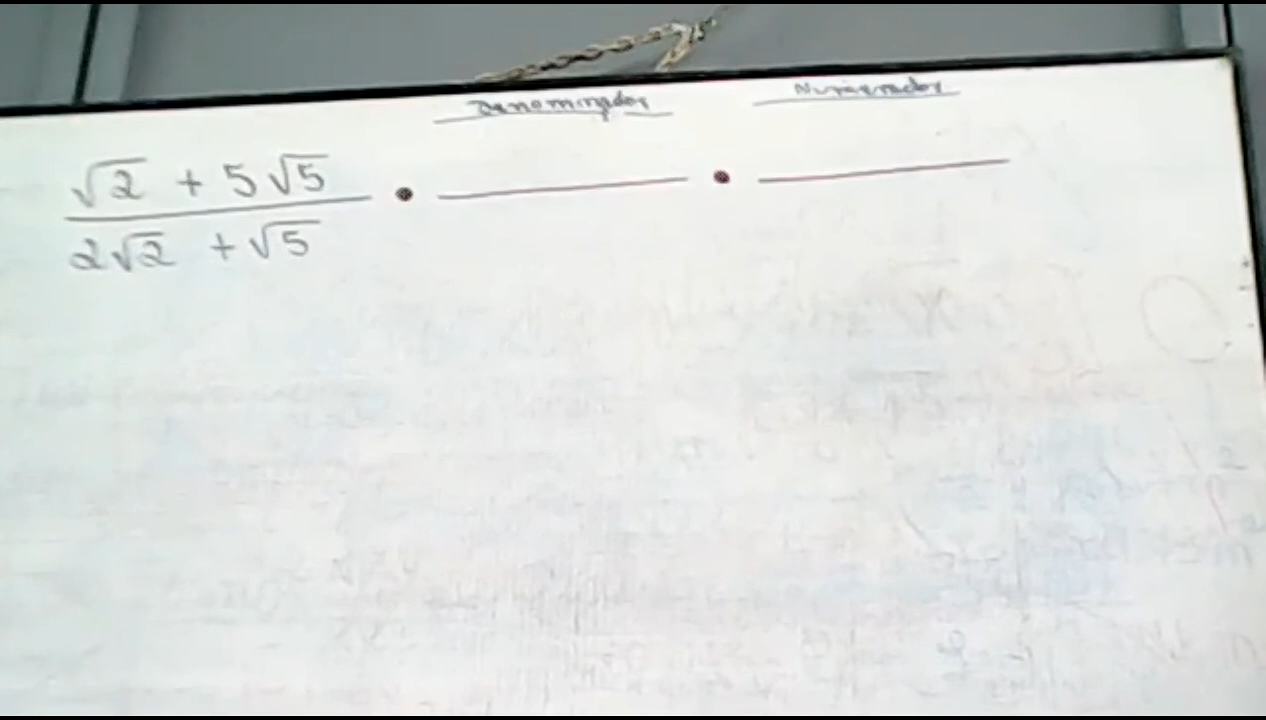 Denominador Numerador
√2 + 5√5
2√2 + √5